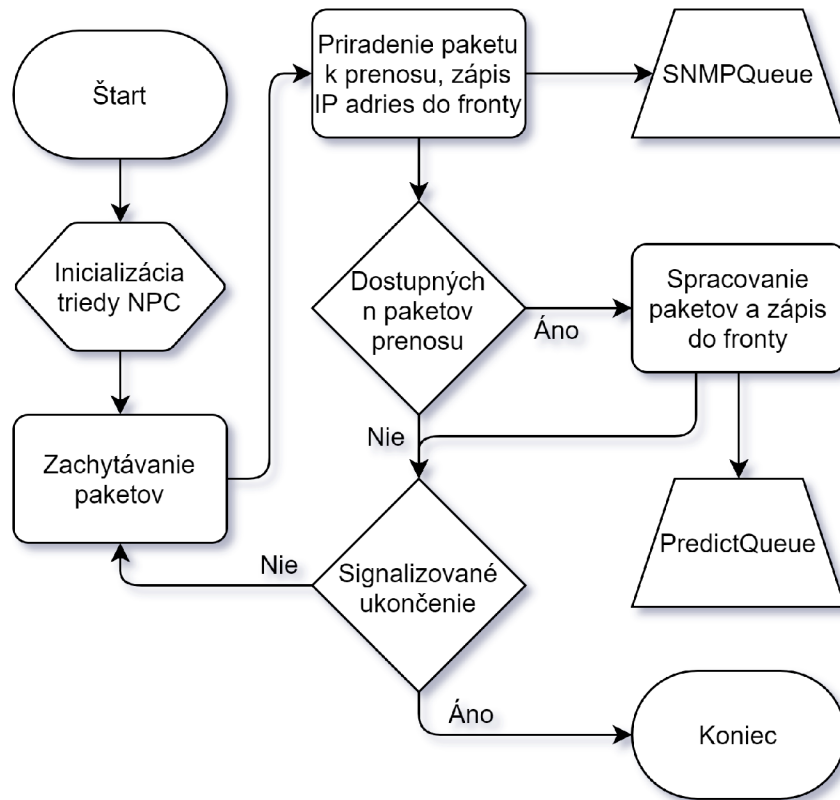 Štart
Inicializácia
triedy NPC
Zachytávanie
paketov
Priradenie paketu
k prenosu, zápis
IP adries do fronty
SNMPQueue
Dostupných
n paketov
prenosu
Áno
Spracovanie
paketov a zápis
do fronty
Nie
PredictQueue
Signalizované
ukončenie
Nie
Áno
Koniec